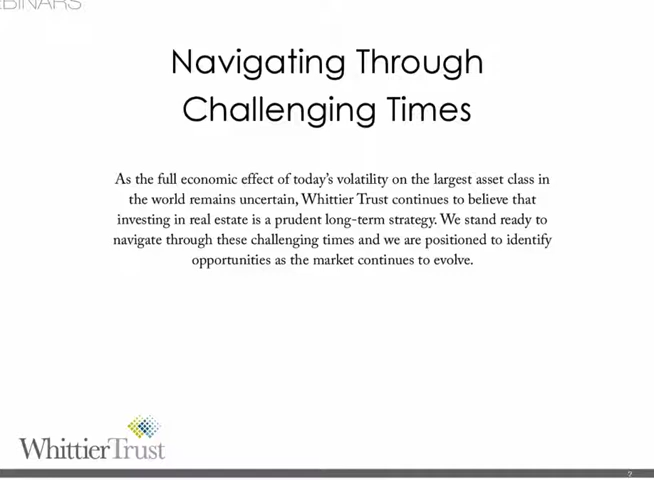 Navigating Through
Challenging Times
As the full economic effect of today's volatility on the largest asset class in
the world remains uncertain, Whittier Trust continues to believe that
investing in real estate is a prudent long-term strategy. We stand ready to
navigate through these challenging times and we are positioned to identify
opportunities as the market continues to evolve.
WhittierTrust